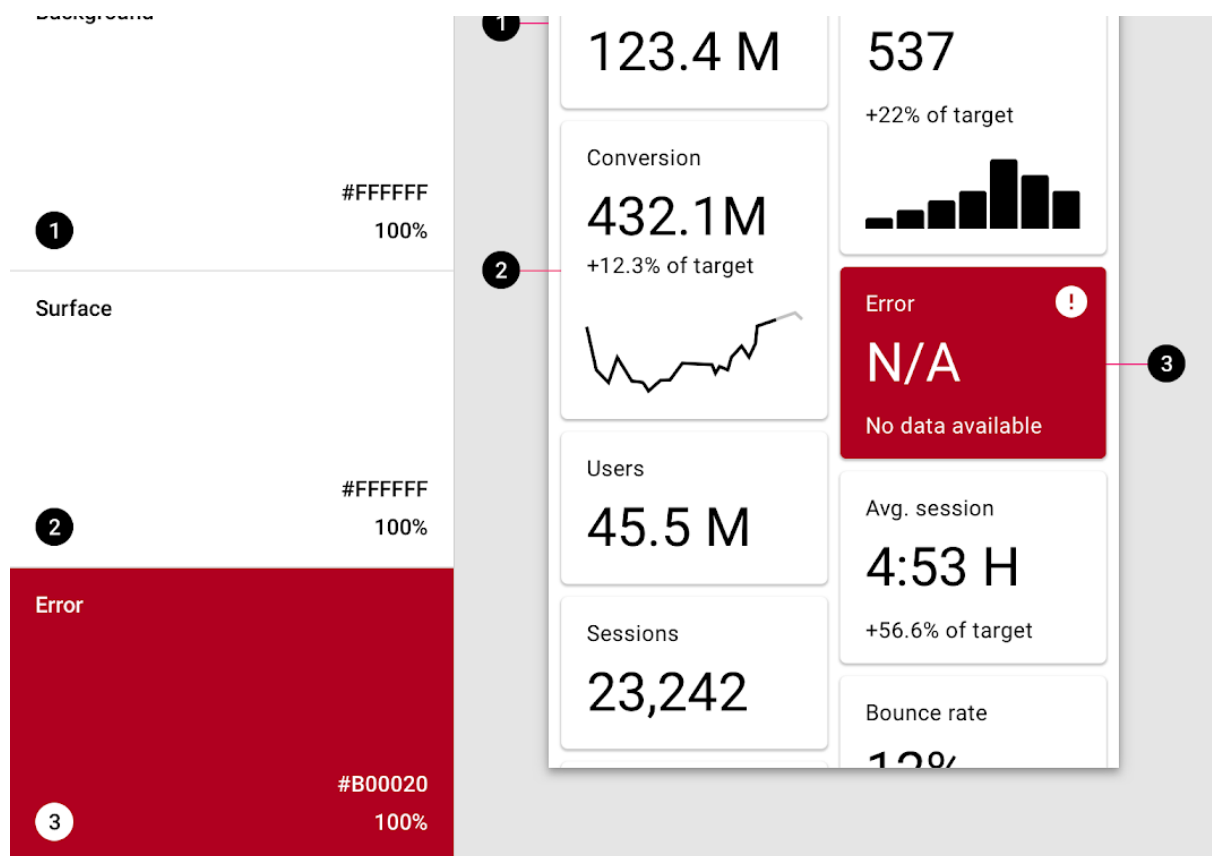 Background
#FFFFFF
1
100%
Surface
#FFFFFF
2
100%
Error
#B00020
3
100%
1
123.4 M
Conversion
432.1M
2
+12.3% of target
Users
45.5 M
Sessions
23,242
537
+22% of target
Error
!
N/A
3
No data available
Avg. session
4:53 H
+56.6% of target
Bounce rate
12%